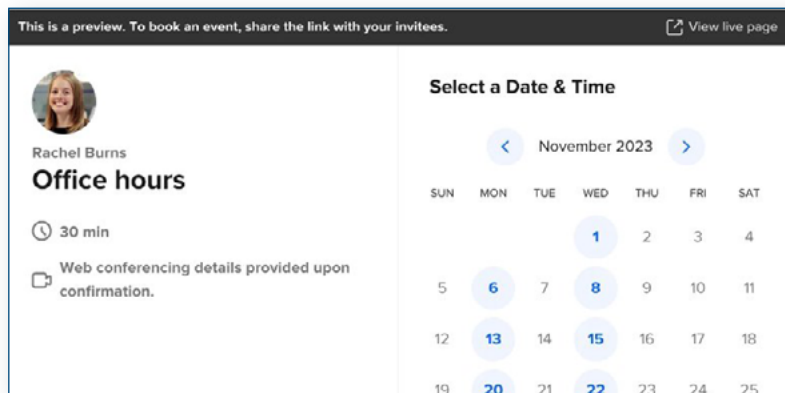 This is a preview. To book an event, share the link with your invitees.
View live page
Rachel Burns
Office hours
30 min
Web conferencing details provided upon
confirmation.
Select a Date & Time
November 2023
SUN MON TUE WED THU FRI SAT
1 2 3 4
5 6 7 8 9 10 11
12 13 14 15 16 17 18
19 20 21 22 23 24 25